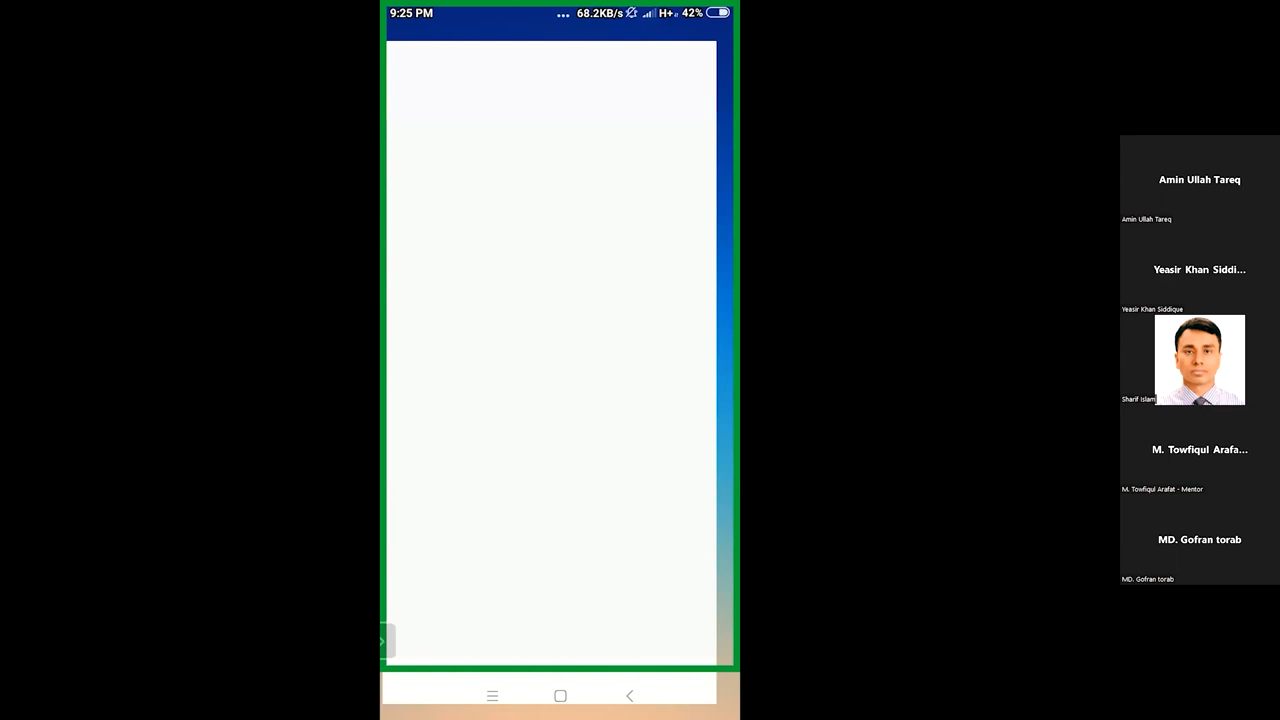 9:25 PM ... 68.2KB/s H+ 42%
Amin Ullah Tareq
Amin Ullah Tareq
Yeasir Khan Siddi...
Yeasir Khan Siddique
Sharif Islam
M. Towfiqul Arafa...
M. Towfiqul Arafat - Mentor
MD. Gofran torab
MD. Gofran torab